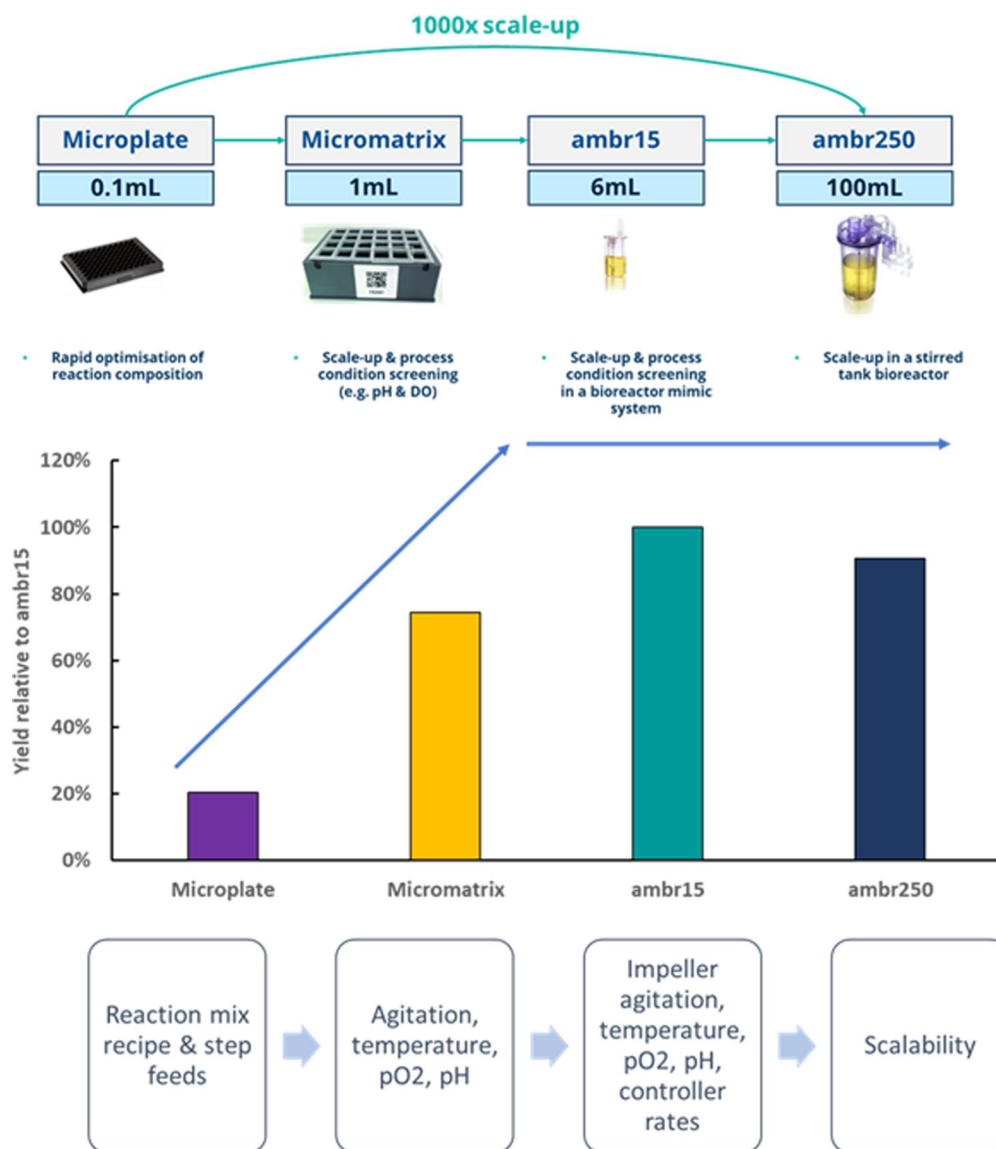 1000x scale-up
Microplate
Micromatrix
ambr15
ambr250
0.1mL
1mL
6mL
100mL
• Rapid optimisation of
reaction composition
• Scale-up & process
condition screening
(e.g. pH & DO)
• Scale-up & process
condition screening
in a bioreactor mimic
system
• Scale-up in a stirred
tank bioreactor
Yield relative to ambr15
120%
100%
80%
60%
40%
20%
0%
Microplate
Micromatrix
ambr15
ambr250
Reaction mix
recipe & step
feeds
Agitation,
temperature,
pO2, pH
Impeller
agitation,
temperature,
pO2, pH,
controller
rates
Scalability